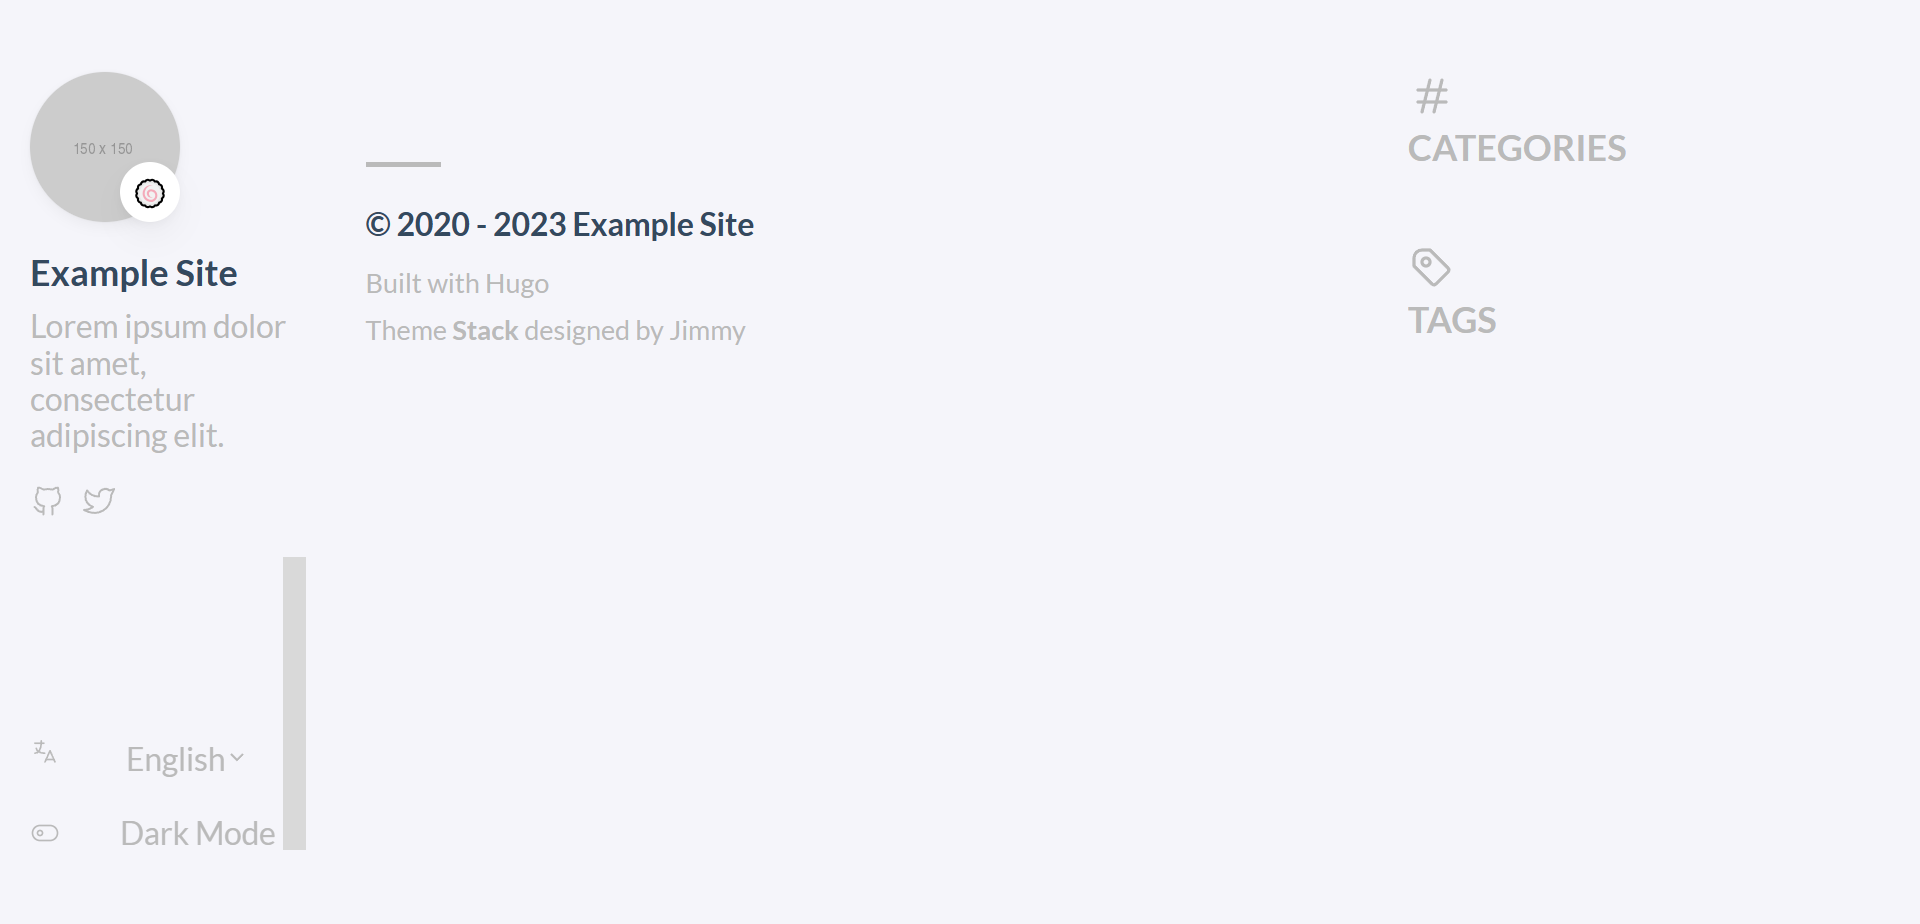 150 x 150
Example Site
Lorem ipsum dolor
sit amet,
consectetur
adipiscing elit.
English
Dark Mode
© 2020 - 2023 Example Site
Built with Hugo
Theme Stack designed by Jimmy
CATEGORIES
TAGS